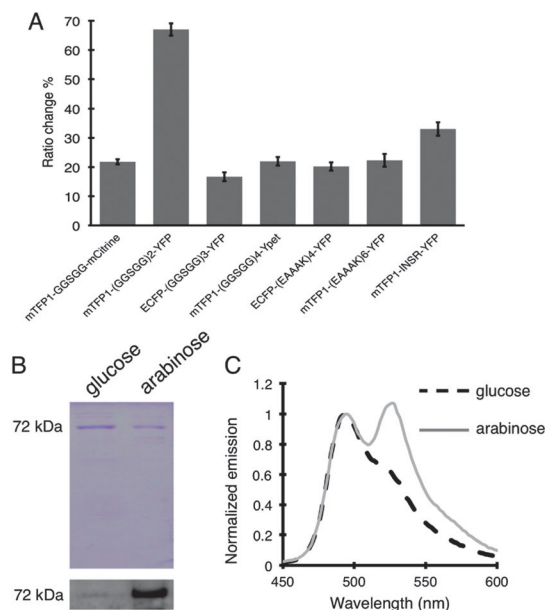 A
Ratio change %
70
60
50
40
30
20
10
0
mTFP1-GGSGG-mCitrine
mTFP1-(GGSGG)2-YFP
ECFP-(GGSGG)3-YFP
mTFP1-(GGSGG)4-Ypet
ECFP-(EAAAK)4-YFP
mTFP1-(EAAAK)6-YFP
mTFP1-INSR-YFP
B
glucose
arabinose
72 kDa
72 kDa
C
Normalized emission
1.2
1
0.8
0.6
0.4
0.2
0
450
500
550
600
Wavelength (nm)
glucose
arabinose